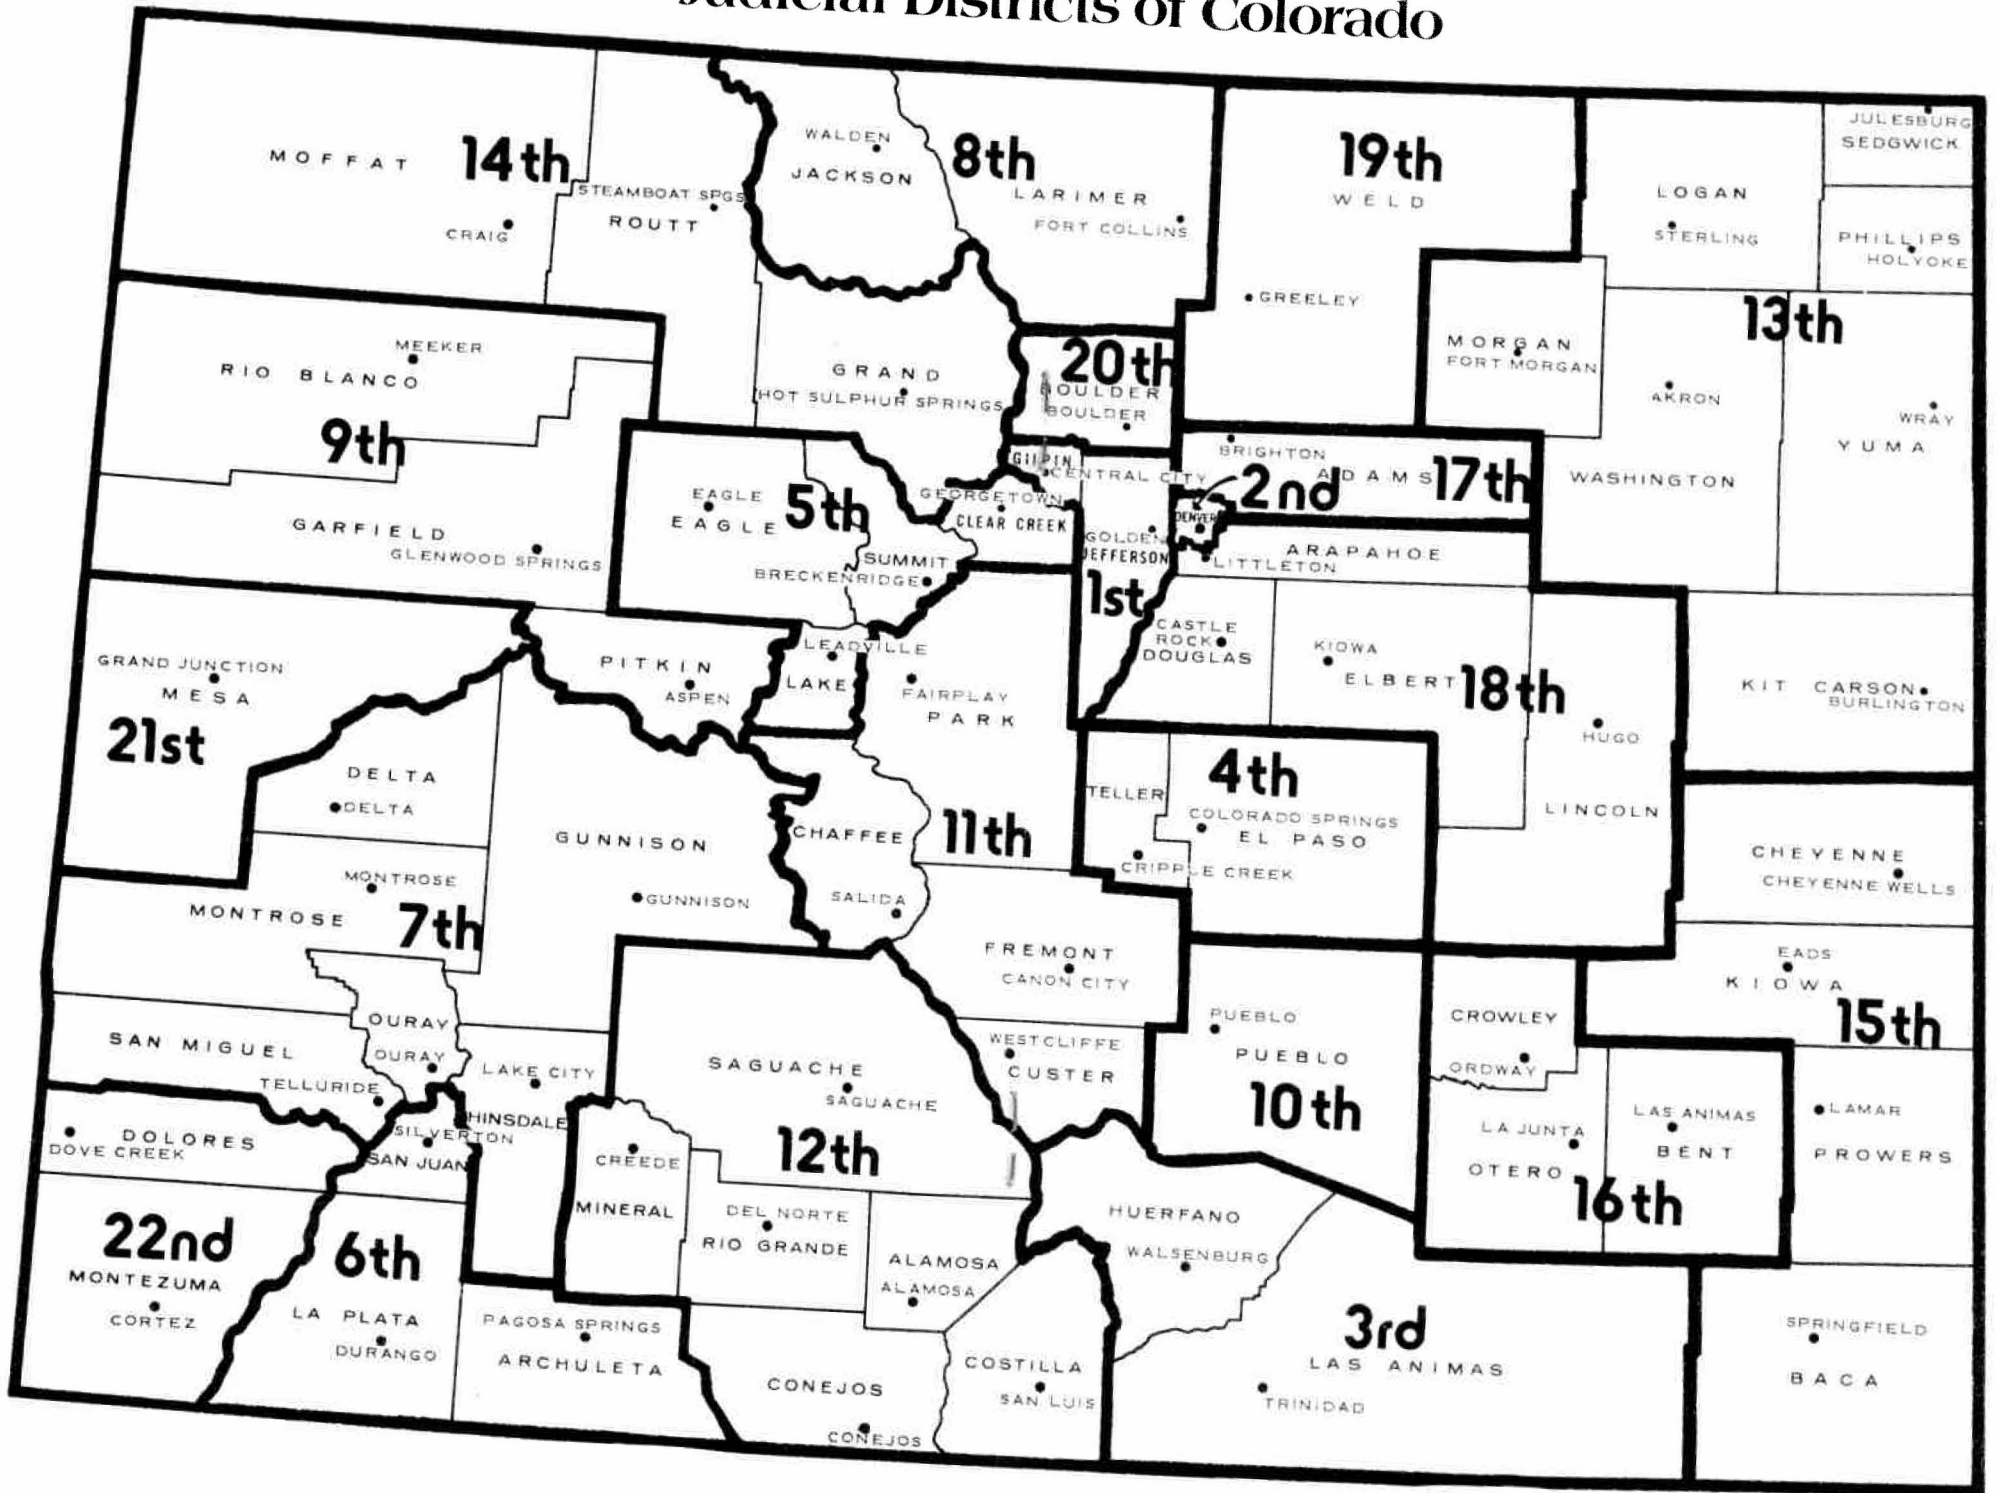 Judicial Districts of Colorado
MOFFAT
14th
CRAIG
STEAMBOAT SPGS
ROUTT
WALDEN
JACKSON
8th
LARIMER
FORT COLLINS
19th
WELD
GREELEY
LOGAN
STERLING
JULESBURG
SEDGWICK
PHILLIPS
HOLYOKE
13th
MORGAN
FORT MORGAN
AKRON
WASHINGTON
WRAY
YUMA
MEEKER
RIO BLANCO
9th
GARFIELD
GLENWOOD SPRINGS
GRAND
HOT SULPHUR SPRINGS
20th
BOULDER
BOULDER
GILPIN
CENTRAL CITY
GEORGETOWN
CLEAR CREEK
EAGLE
EAGLE
5th
SUMMIT
BRECKENRIDGE
LEADVILLE
LAKE
BRIGHTON
ADAMS
17th
2nd
DENVER
GOLDEN
JEFFERSON
1st
ARAPAHOE
LITTLETON
CASTLE
ROCK
DOUGLAS
KIOWA
ELBERT
18th
HUGO
LINCOLN
KIT CARSON
BURLINGTON
GRAND JUNCTION
MESA
21st
PITKIN
ASPEN
FAIRPLAY
PARK
11th
CHAFFEE
SALIDA
FREMONT
CANON CITY
WESTCLIFFE
CUSTER
TELLER
4th
COLORADO SPRINGS
EL PASO
CRIPPLE CREEK
CHEYENNE
CHEYENNE WELLS
EADS
KIOWA
15th
LAMAR
PROWERS
SPRINGFIELD
BACA
DELTA
DELTA
GUNNISON
GUNNISON
MONTROSE
MONTROSE
7th
OURAY
OURAY
SAN MIGUEL
TELLURIDE
LAKE CITY
HINSDALE
SILVERTON
SAN JUAN
DOLORES
DOVE CREEK
22nd
MONTEZUMA
CORTEZ
6th
LA PLATA
DURANGO
PAGOSA SPRINGS
ARCHULETA
SAGUACHE
SAGUACHE
12th
CREEDE
MINERAL
DEL NORTE
RIO GRANDE
ALAMOSA
ALAMOSA
CONEJOS
CONEJOS
COSTILLA
SAN LUIS
PUEBLO
PUEBLO
10th
CROWLEY
ORDWAY
LA JUNTA
OTERO
16th
LAS ANIMAS
BENT
HUERFANO
WALSENBURG
3rd
LAS ANIMAS
TRINIDAD